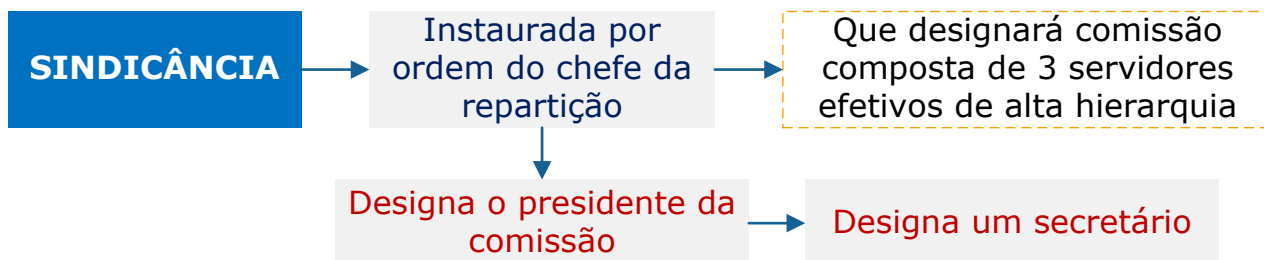 SINDICÂNCIA
Instaurada por
ordem do chefe da
repartição
Que designará comissão
composta de 3 servidores
efetivos de alta hierarquia
Designa o presidente da
comissão
Designa um secretário